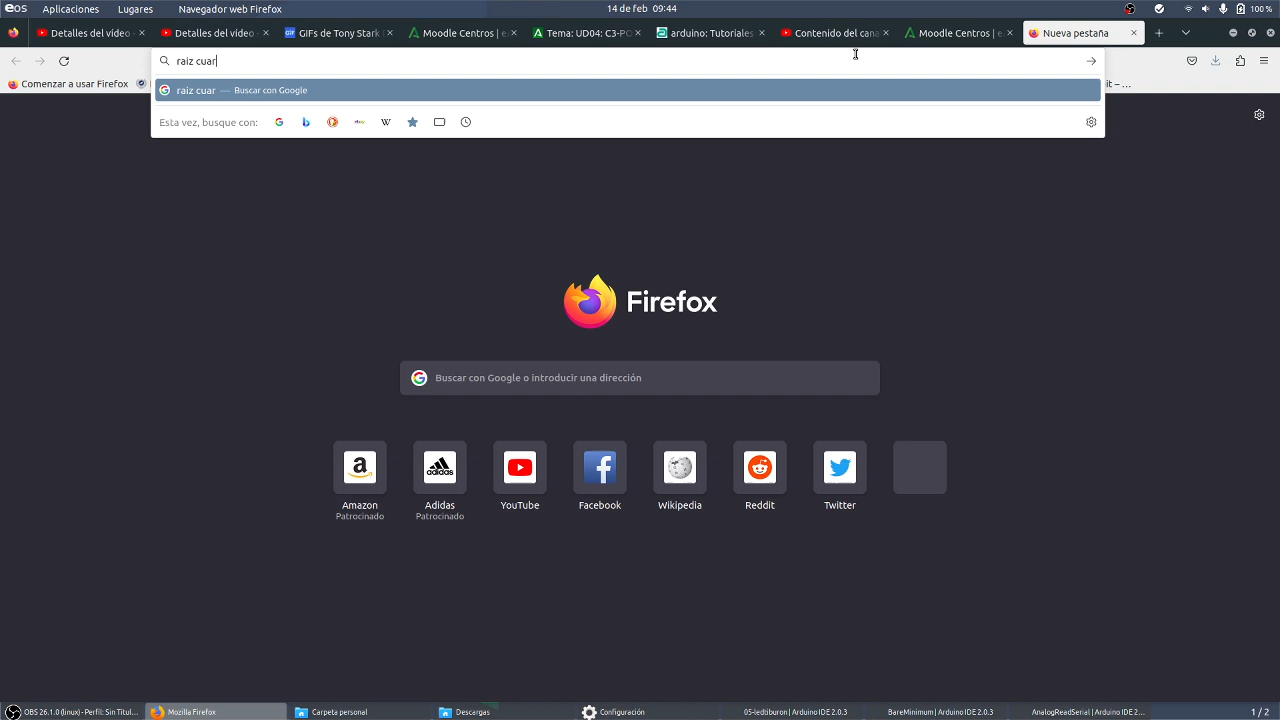 eos Aplicaciones Lugares Navegador web Firefox 14 de feb 09:44 100 %
Detalles del vídeo - Detalles del vídeo - GIFs de Tony Stark Moodle Centros | e Tema: UD04: C3-PO arduino: Tutoriales Contenido del cana Moodle Centros | e Nueva pestaña
raiz cuar
Comenzar a usar Firefox it – …
raiz cuar — Buscar con Google
Esta vez, busque con: ebay W
Firefox
Buscar con Google o introducir una dirección
Amazon Adidas YouTube Facebook Wikipedia Reddit Twitter
Patrocinado Patrocinado
OBS 26.1.0 (linux) - Perfil: Sin Titul... Mozilla Firefox Carpeta personal Descargas Configuración 05-ledtiburon | Arduino IDE 2.0.3 BareMinimum | Arduino IDE 2.0.3 AnalogReadSerial | Arduino IDE 2... 1 / 2